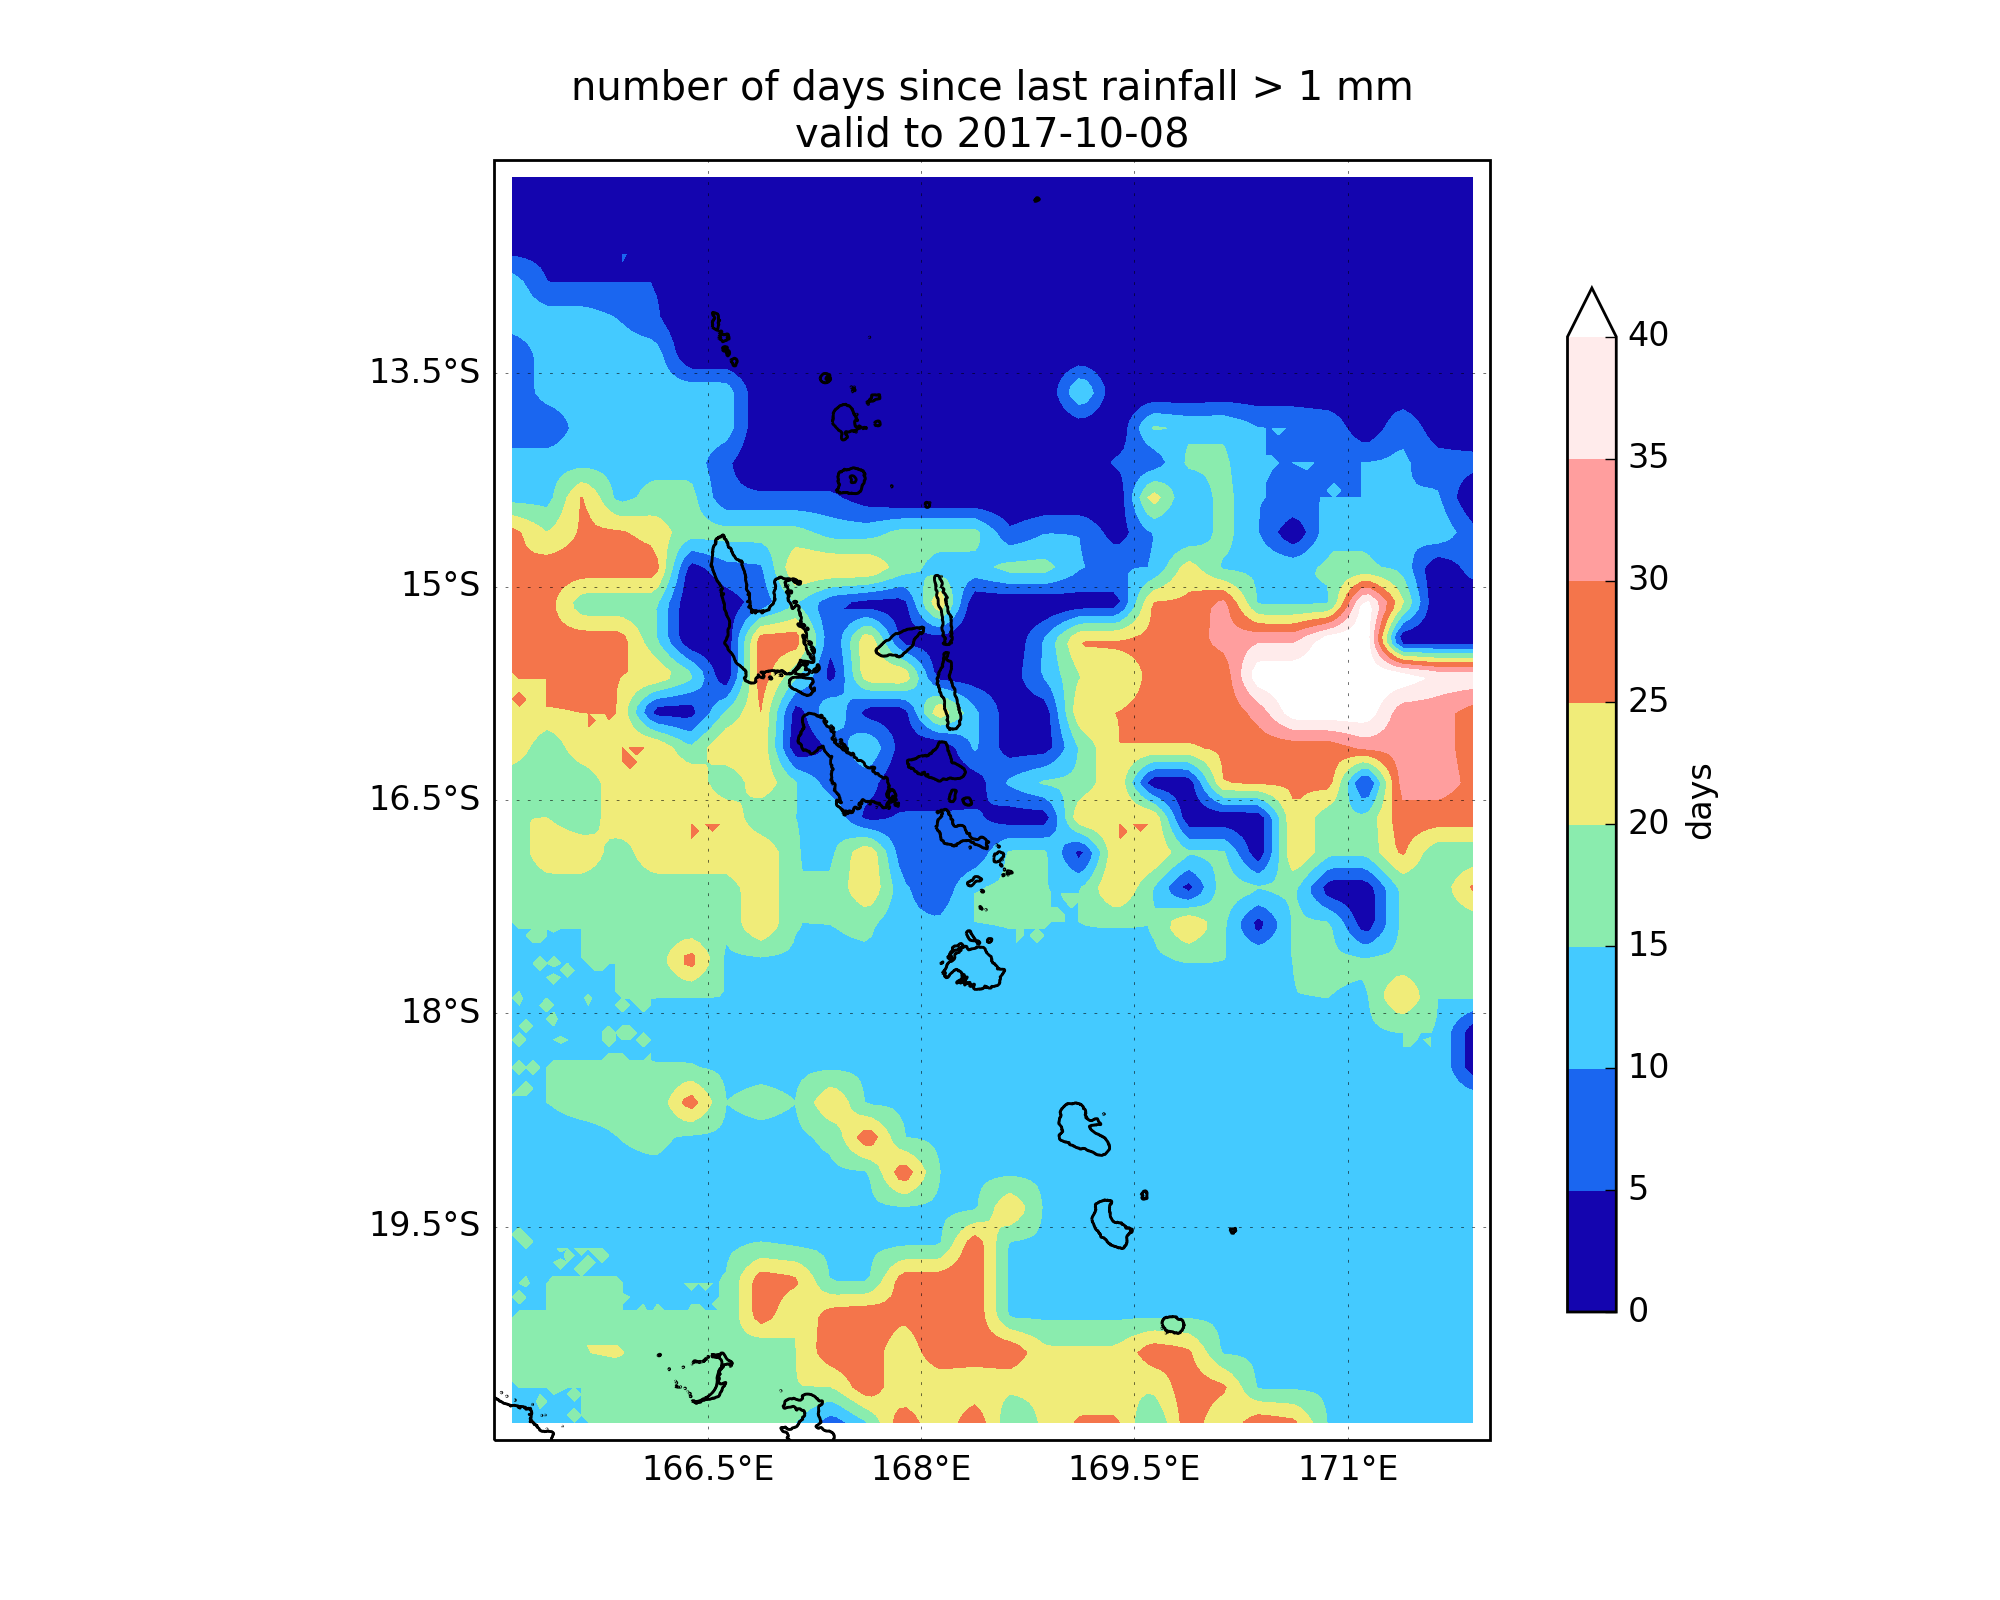 number of days since last rainfall > 1 mm
valid to 2017-10-08
13.5°S
15°S
16.5°S
18°S
19.5°S
166.5°E
168°E
169.5°E
171°E
40
35
30
25
20
15
10
5
0
days